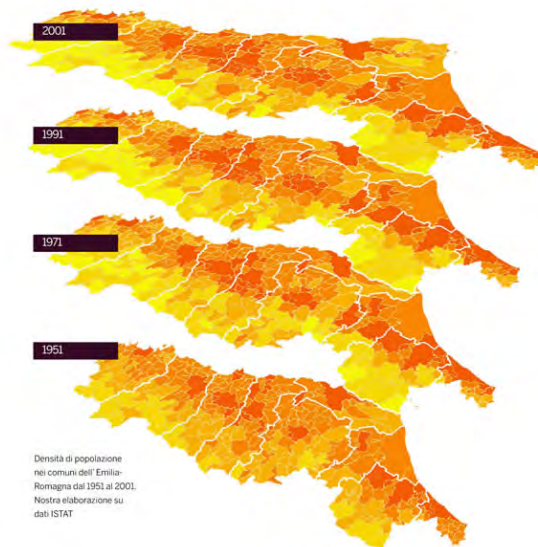 2001
1991
1971
1951
Densità di popolazione
nei comuni dell'Emilia-
Romagna dal 1951 al 2001.
Nostra elaborazione su
dati ISTAT